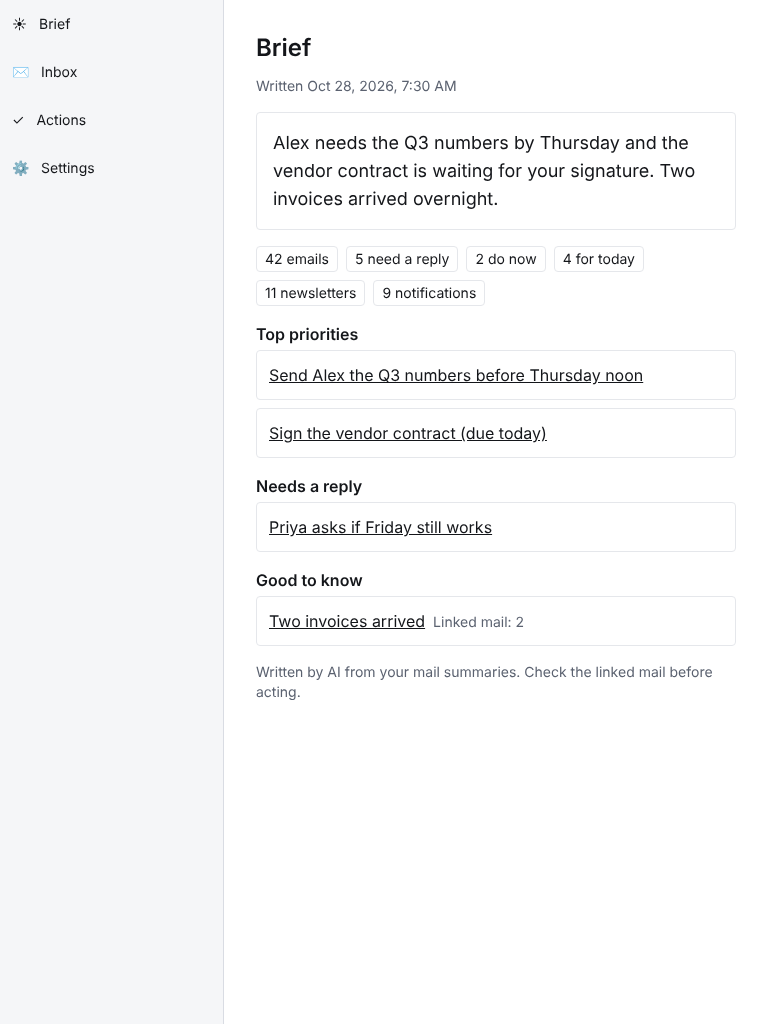 Brief
Inbox
Actions
Settings
Brief
Written Oct 28, 2026, 7:30 AM
Alex needs the Q3 numbers by Thursday and the
vendor contract is waiting for your signature. Two
invoices arrived overnight.
42 emails
5 need a reply
2 do now
4 for today
11 newsletters
9 notifications
Top priorities
Send Alex the Q3 numbers before Thursday noon
Sign the vendor contract (due today)
Needs a reply
Priya asks if Friday still works
Good to know
Two invoices arrived Linked mail: 2
Written by AI from your mail summaries. Check the linked mail before
acting.